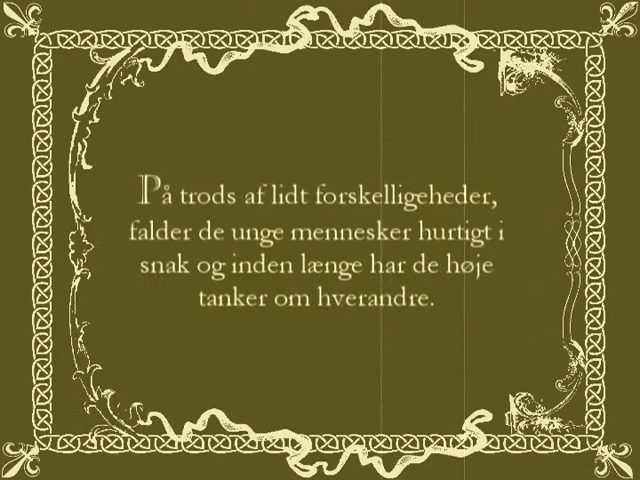 På trods af lidt forskelligeheder,
falder de unge mennesker hurtigt i
snak og inden længe har de høje
tanker om hverandre.